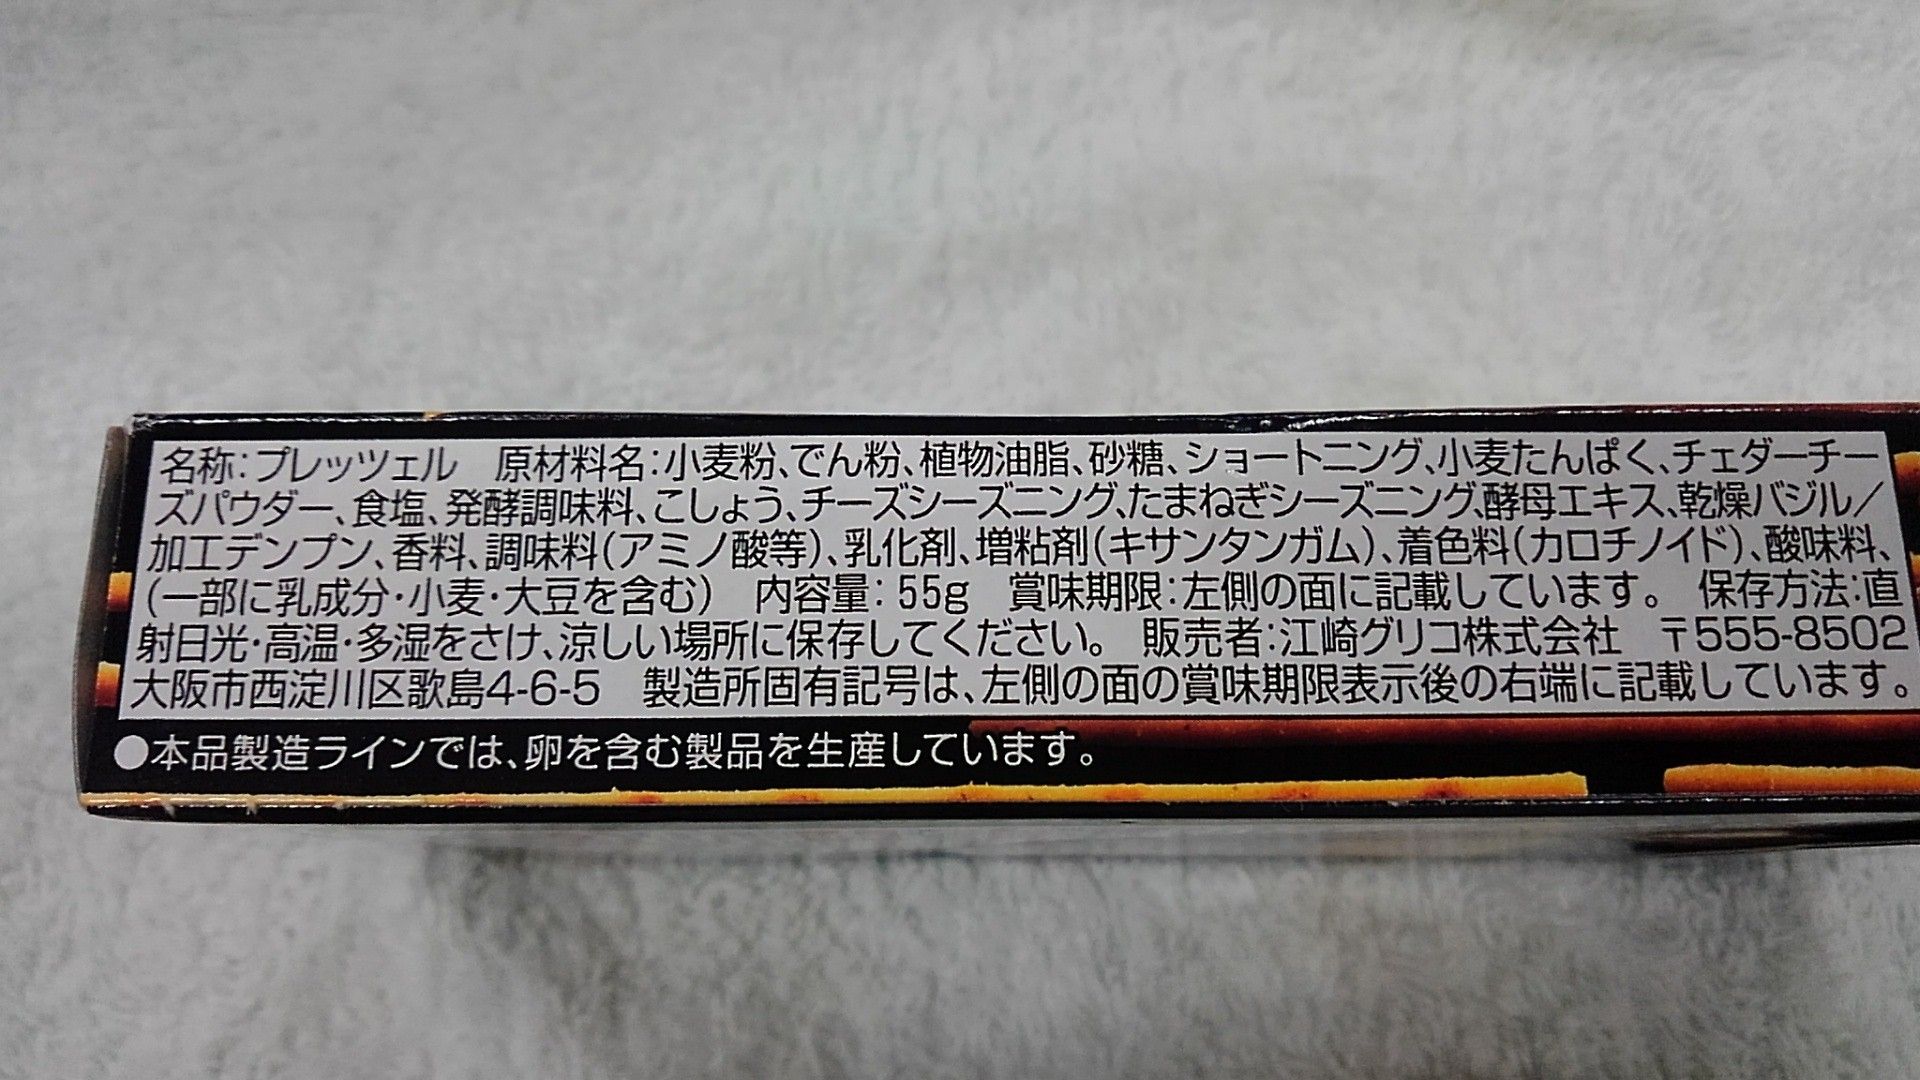 名称:プレッツェル　原材料名:小麦粉、でん粉、植物油脂、砂糖、ショートニング、小麦たんぱく、チェダーチー
ズパウダー、食塩、発酵調味料、こしょう、チーズシーズニング、たまねぎシーズニング、酵母エキス、乾燥バジル／
加工デンプン、香料、調味料(アミノ酸等)、乳化剤、増粘剤(キサンタンガム)、着色料(カロチノイド)、酸味料、
(一部に乳成分・小麦・大豆を含む)　内容量:55g　賞味期限:左側の面に記載しています。　保存方法:直
射日光・高温・多湿をさけ、涼しい場所に保存してください。　販売者:江崎グリコ株式会社　〒555-8502
大阪市西淀川区歌島4-6-5　製造所固有記号は、左側の面の賞味期限表示後の右端に記載しています。
●本品製造ラインでは、卵を含む製品を生産しています。